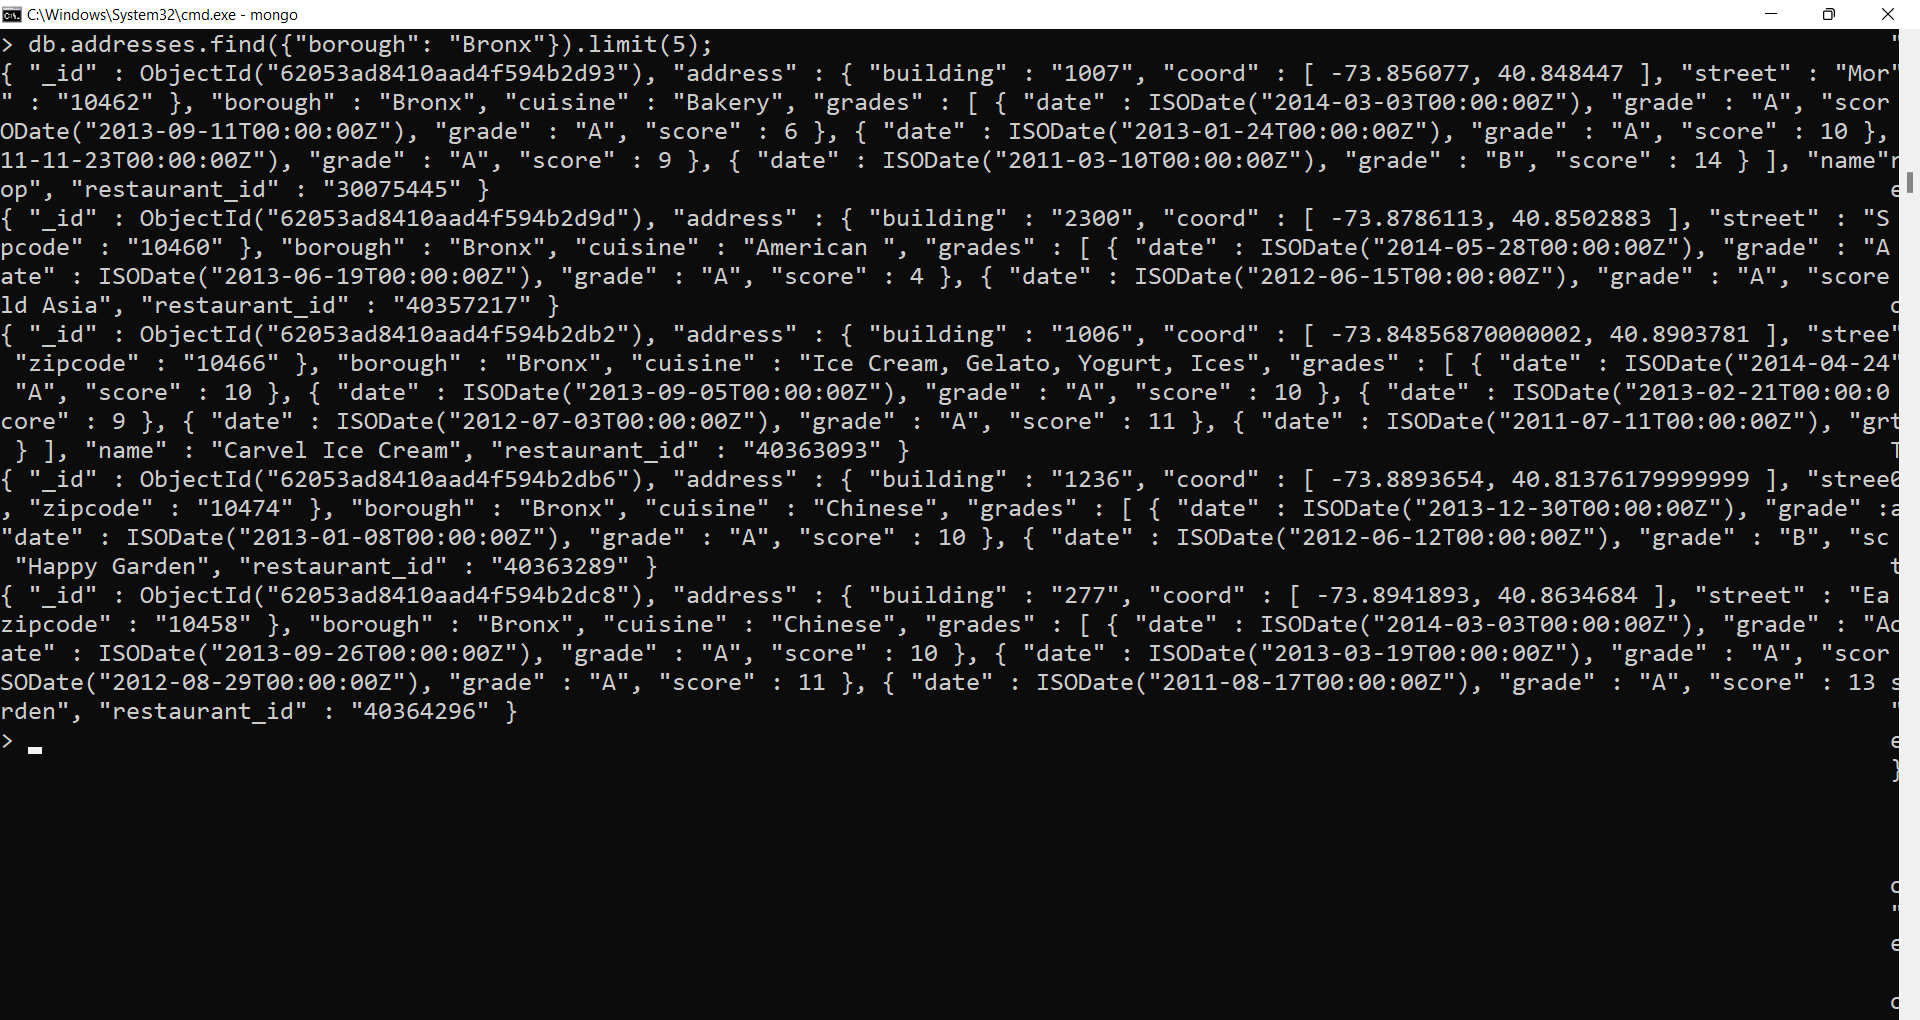 C:\Windows\System32\cmd.exe - mongo
> db.addresses.find({"borough": "Bronx"}).limit(5);
{ "_id" : ObjectId("62053ad8410aad4f594b2d93"), "address" : { "building" : "1007", "coord" : [ -73.856077, 40.848447 ], "street" : "Mor
" : "10462" }, "borough" : "Bronx", "cuisine" : "Bakery", "grades" : [ { "date" : ISODate("2014-03-03T00:00:00Z"), "grade" : "A", "scor
ODate("2013-09-11T00:00:00Z"), "grade" : "A", "score" : 6 }, { "date" : ISODate("2013-01-24T00:00:00Z"), "grade" : "A", "score" : 10 },
11-11-23T00:00:00Z"), "grade" : "A", "score" : 9 }, { "date" : ISODate("2011-03-10T00:00:00Z"), "grade" : "B", "score" : 14 } ], "name"
op", "restaurant_id" : "30075445" }
{ "_id" : ObjectId("62053ad8410aad4f594b2d9d"), "address" : { "building" : "2300", "coord" : [ -73.8786113, 40.8502883 ], "street" : "S
pcode" : "10460" }, "borough" : "Bronx", "cuisine" : "American ", "grades" : [ { "date" : ISODate("2014-05-28T00:00:00Z"), "grade" : "A
ate" : ISODate("2013-06-19T00:00:00Z"), "grade" : "A", "score" : 4 }, { "date" : ISODate("2012-06-15T00:00:00Z"), "grade" : "A", "score
ld Asia", "restaurant_id" : "40357217" }
{ "_id" : ObjectId("62053ad8410aad4f594b2db2"), "address" : { "building" : "1006", "coord" : [ -73.84856870000002, 40.8903781 ], "stree
"zipcode" : "10466" }, "borough" : "Bronx", "cuisine" : "Ice Cream, Gelato, Yogurt, Ices", "grades" : [ { "date" : ISODate("2014-04-24
"A", "score" : 10 }, { "date" : ISODate("2013-09-05T00:00:00Z"), "grade" : "A", "score" : 10 }, { "date" : ISODate("2013-02-21T00:00:0
core" : 9 }, { "date" : ISODate("2012-07-03T00:00:00Z"), "grade" : "A", "score" : 11 }, { "date" : ISODate("2011-07-11T00:00:00Z"), "gr
} ], "name" : "Carvel Ice Cream", "restaurant_id" : "40363093" }
{ "_id" : ObjectId("62053ad8410aad4f594b2db6"), "address" : { "building" : "1236", "coord" : [ -73.8893654, 40.81376179999999 ], "stree
, "zipcode" : "10474" }, "borough" : "Bronx", "cuisine" : "Chinese", "grades" : [ { "date" : ISODate("2013-12-30T00:00:00Z"), "grade" :
"date" : ISODate("2013-01-08T00:00:00Z"), "grade" : "A", "score" : 10 }, { "date" : ISODate("2012-06-12T00:00:00Z"), "grade" : "B", "sc
"Happy Garden", "restaurant_id" : "40363289" }
{ "_id" : ObjectId("62053ad8410aad4f594b2dc8"), "address" : { "building" : "277", "coord" : [ -73.8941893, 40.8634684 ], "street" : "Ea
zipcode" : "10458" }, "borough" : "Bronx", "cuisine" : "Chinese", "grades" : [ { "date" : ISODate("2014-03-03T00:00:00Z"), "grade" : "A
ate" : ISODate("2013-09-26T00:00:00Z"), "grade" : "A", "score" : 10 }, { "date" : ISODate("2013-03-19T00:00:00Z"), "grade" : "A", "scor
SODate("2012-08-29T00:00:00Z"), "grade" : "A", "score" : 11 }, { "date" : ISODate("2011-08-17T00:00:00Z"), "grade" : "A", "score" : 13
rden", "restaurant_id" : "40364296" }
>